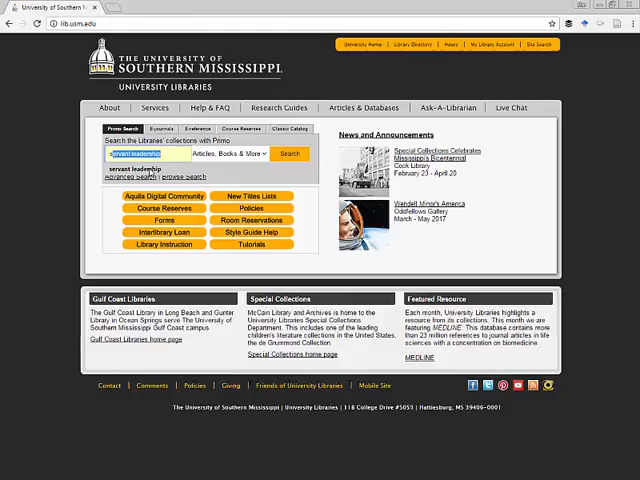 University of Southern M
lib.usm.edu
University Home | Library Directory | Hours | My Library Account | Site Search
THE UNIVERSITY OF
SOUTHERN MISSISSIPPI
UNIVERSITY LIBRARIES
About Services Help & FAQ Research Guides Articles & Databases Ask-A-Librarian Live Chat
Primo Search E-journals E-reference Course Reserves Classic Catalog
Search the Libraries' collections with Primo
servant leadership Articles, Books & More Search
servant leadership
Advanced Search | Browse Search
Aquila Digital Community New Titles Lists
Course Reserves Policies
Forms Room Reservations
Interlibrary Loan Style Guide Help
Library Instruction Tutorials
News and Announcements
Special Collections Celebrates
Mississippi's Bicentennial
Cook Library
February 23 - April 20
Wendell Minor's America
Oddfellows Gallery
March - May 2017
Gulf Coast Libraries
The Gulf Coast Library in Long Beach and Gunter
Library in Ocean Springs serve The University of
Southern Mississippi Gulf Coast campus.
Gulf Coast Libraries home page
Special Collections
McCain Library and Archives is home to the
University Libraries Special Collections
Department. This includes one of the leading
children's literature collections in the United States,
the de Grummond Collection.
Special Collections home page
Featured Resource
Each month, University Libraries highlights a
resource from its collections. This month we are
featuring MEDLINE. This database contains more
than 23 million references to journal articles in life
sciences with a concentration on biomedicine.
MEDLINE
Contact | Comments | Policies | Giving | Friends of University Libraries | Mobile Site
The University of Southern Mississippi | University Libraries | 118 College Drive #5053 | Hattiesburg, MS 39406-0001